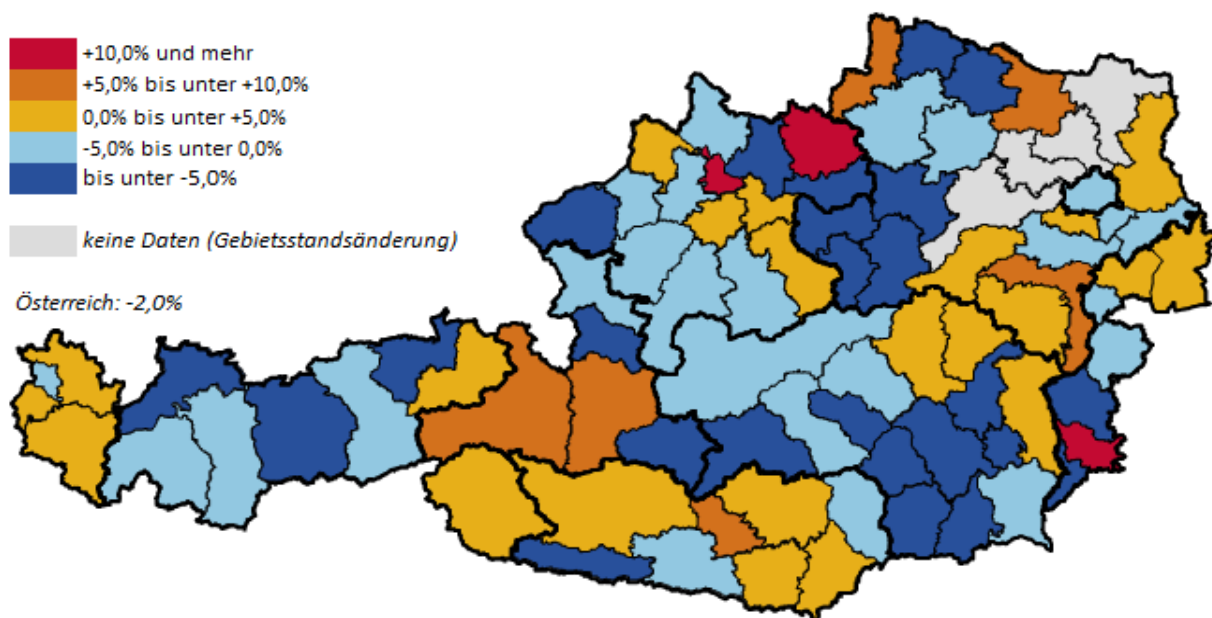 +10,0% und mehr
+5,0% bis unter +10,0%
0,0% bis unter +5,0%
-5,0% bis unter 0,0%
bis unter -5,0%
keine Daten (Gebietsstandsänderung)
Österreich: -2,0%